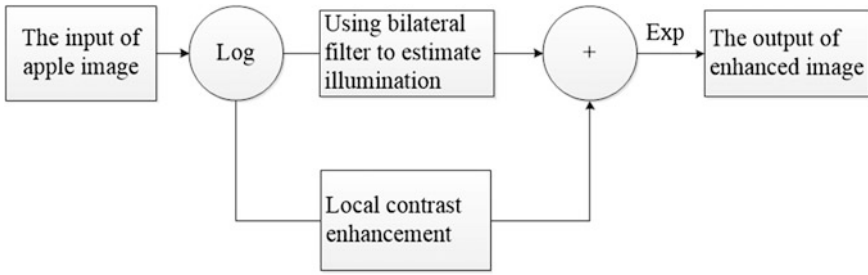 The input of
apple image
Log
Using bilateral
filter to estimate
illumination
+
Exp
The output of
enhanced image
Local contrast
enhancement